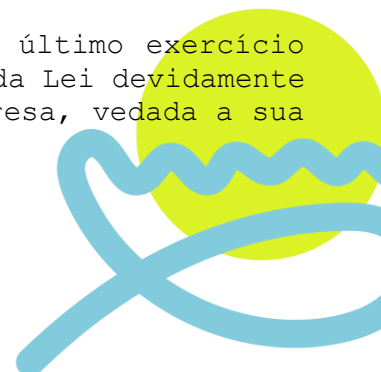 último exercício
da Lei devidamente
resa, vedada a sua